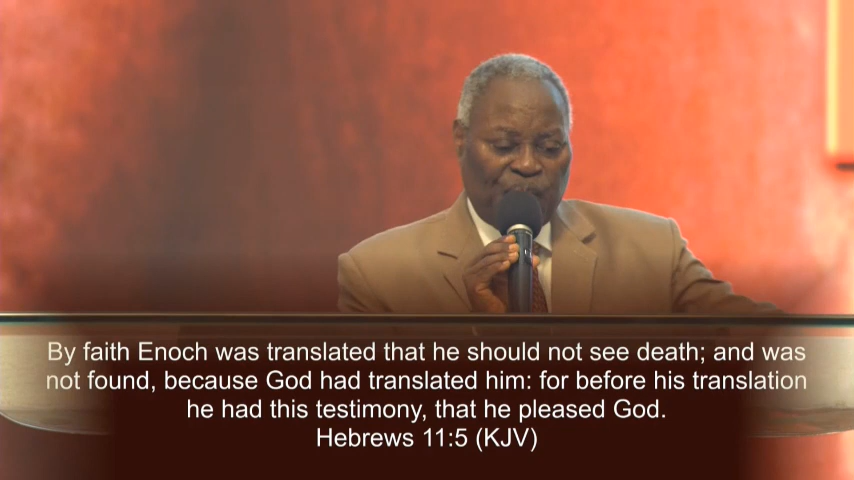 By faith Enoch was translated that he should not see death; and was
not found, because God had translated him: for before his translation
he had this testimony, that he pleased God.
Hebrews 11:5 (KJV)